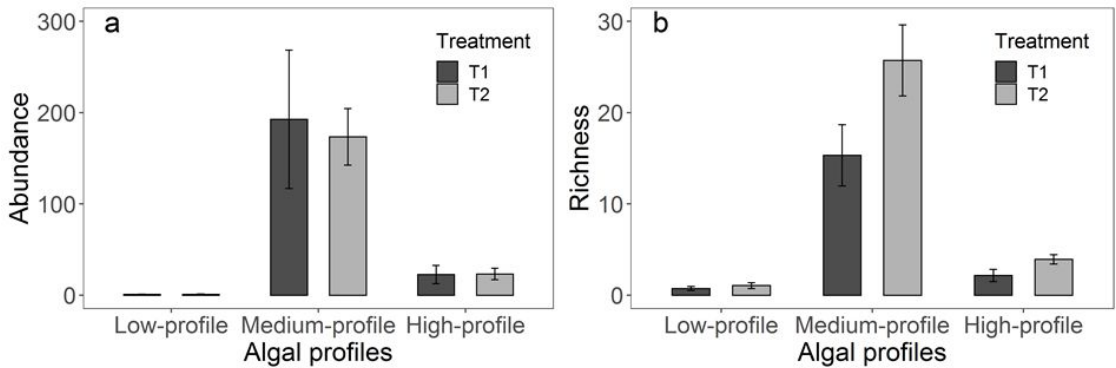 a
Treatment
T1
T2
Abundance
300
200
100
0
Low-profile Medium-profile High-profile
Algal profiles
b
Treatment
T1
T2
Richness
30
20
10
0
Low-profile Medium-profile High-profile
Algal profiles